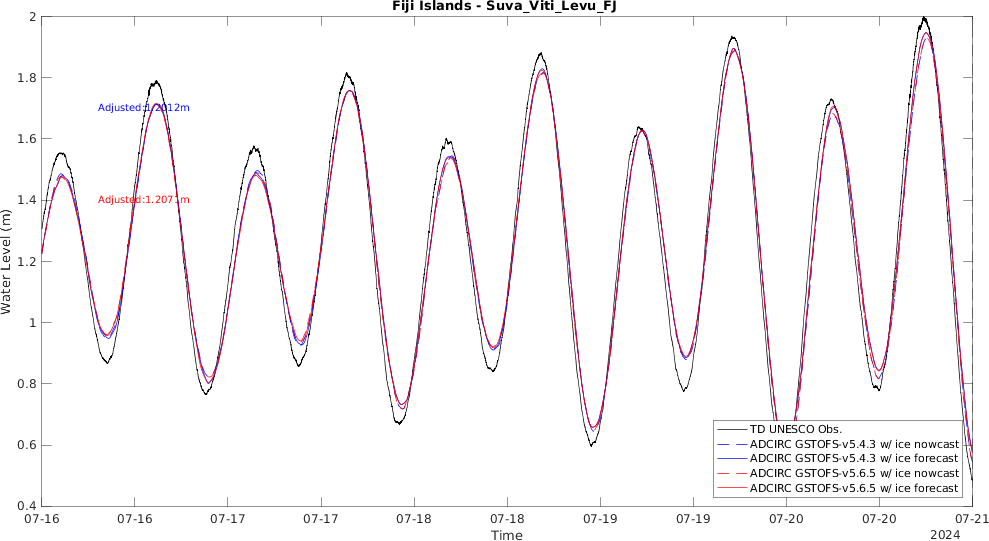 Fiji Islands - Suva_Viti_Levu_FJ
2
1.8
1.6
1.4
1.2
1
0.8
0.6
0.4
Water Level (m)
Adjusted:1.2012m
Adjusted:1.2071m
TD UNESCO Obs.
ADCIRC GSTOFS-v5.4.3 w/ ice nowcast
ADCIRC GSTOFS-v5.4.3 w/ ice forecast
ADCIRC GSTOFS-v5.6.5 w/ ice nowcast
ADCIRC GSTOFS-v5.6.5 w/ ice forecast
07-16 07-16 07-17 07-17 07-18 07-18 07-19 07-19 07-20 07-20 07-21
Time
2024